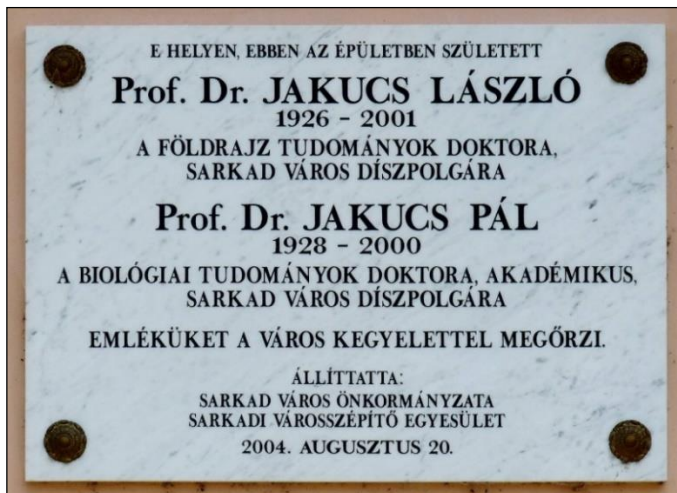 E HELYEN, EBBEN AZ ÉPÜLETBEN SZÜLETETT
Prof. Dr. JAKUCS LÁSZLÓ
1926 - 2001
A FÖLDRAJZ TUDOMÁNYOK DOKTORA,
SARKAD VÁROS DÍSZPOLGÁRA
Prof. Dr. JAKUCS PÁL
1928 - 2000
A BIOLÓGIAI TUDOMÁNYOK DOKTORA, AKADÉMIKUS,
SARKAD VÁROS DÍSZPOLGÁRA
EMLÉKÜKET A VÁROS KEGYELETTEL MEGŐRZI.
ÁLLÍTTATTA:
SARKAD VÁROS ÖNKORMÁNYZATA
SARKADI VÁROSSZÉPÍTŐ EGYESÜLET
2004. AUGUSZTUS 20.